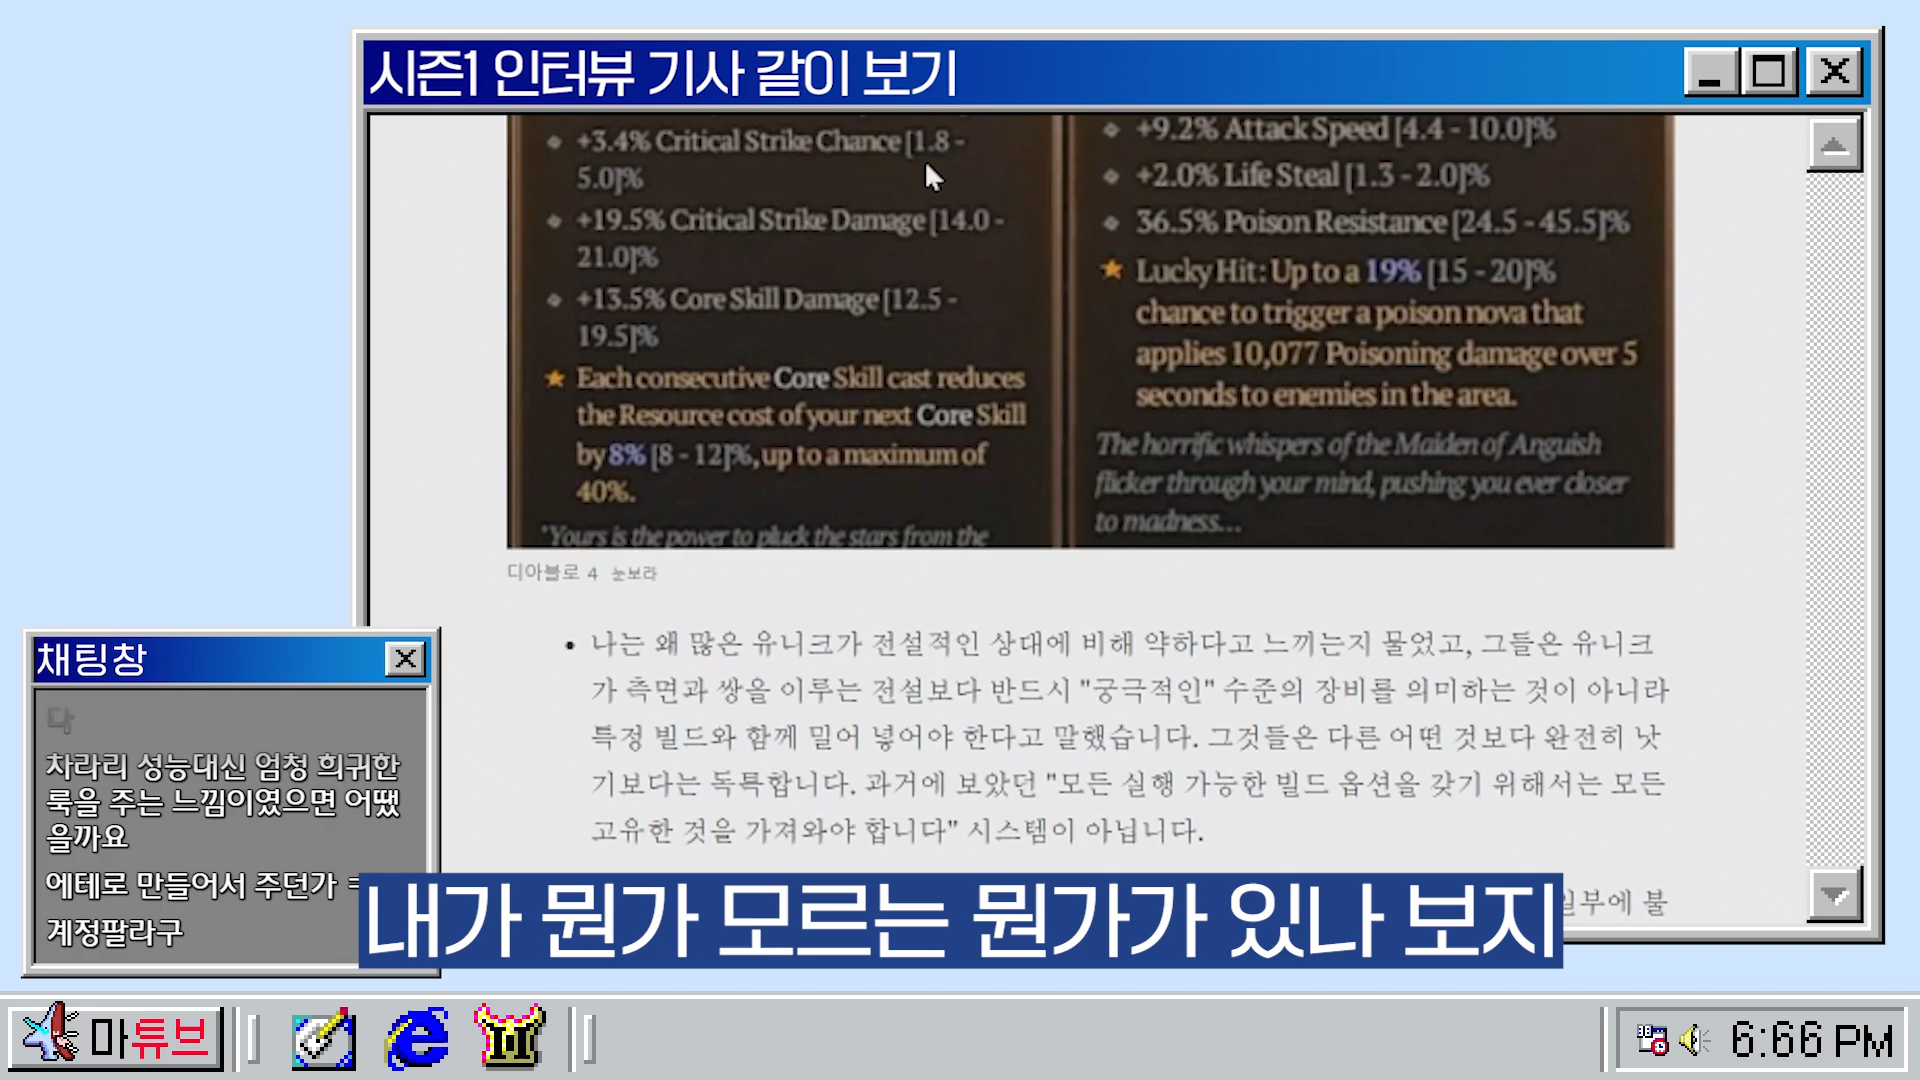 시즌1 인터뷰 기사 같이 보기
+3.4% Critical Strike Chance [1.8 -
5.0]%
+19.5% Critical Strike Damage [14.0 -
21.0]%
+13.5% Core Skill Damage [12.5 -
19.5]%
Each consecutive Core Skill cast reduces
the Resource cost of your next Core Skill
by 8% [8 - 12]%, up to a maximum of
40%.
"Yours is the power to pluck the stars from the
+9.2% Attack Speed [4.4 - 10.0]%
+2.0% Life Steal [1.3 - 2.0]%
36.5% Poison Resistance [24.5 - 45.5]%
Lucky Hit: Up to a 19% [15 - 20]%
chance to trigger a poison nova that
applies 10,077 Poisoning damage over 5
seconds to enemies in the area.
The horrific whispers of the Maiden of Anguish
flicker through your mind, pushing you ever closer
to madness...
디아블로 4 눈보라
• 나는 왜 많은 유니크가 전설적인 상대에 비해 약하다고 느끼는지 물었고, 그들은 유니크
가 측면과 쌍을 이루는 전설보다 반드시 "궁극적인" 수준의 장비를 의미하는 것이 아니라
특정 빌드와 함께 밀어 넣어야 한다고 말했습니다. 그것들은 다른 어떤 것보다 완전히 낫
기보다는 독특합니다. 과거에 보았던 "모든 실행 가능한 빌드 옵션을 갖기 위해서는 모든
고유한 것을 가져와야 합니다" 시스템이 아닙니다.
일부에 불
채팅창
다
차라리 성능대신 엄청 희귀한
룩을 주는 느낌이였으면 어땠
을까요
에테로 만들어서 주던가
계정팔라구
내가 뭔가 모르는 뭔가가 있나 보지
마튜브
6:66 PM